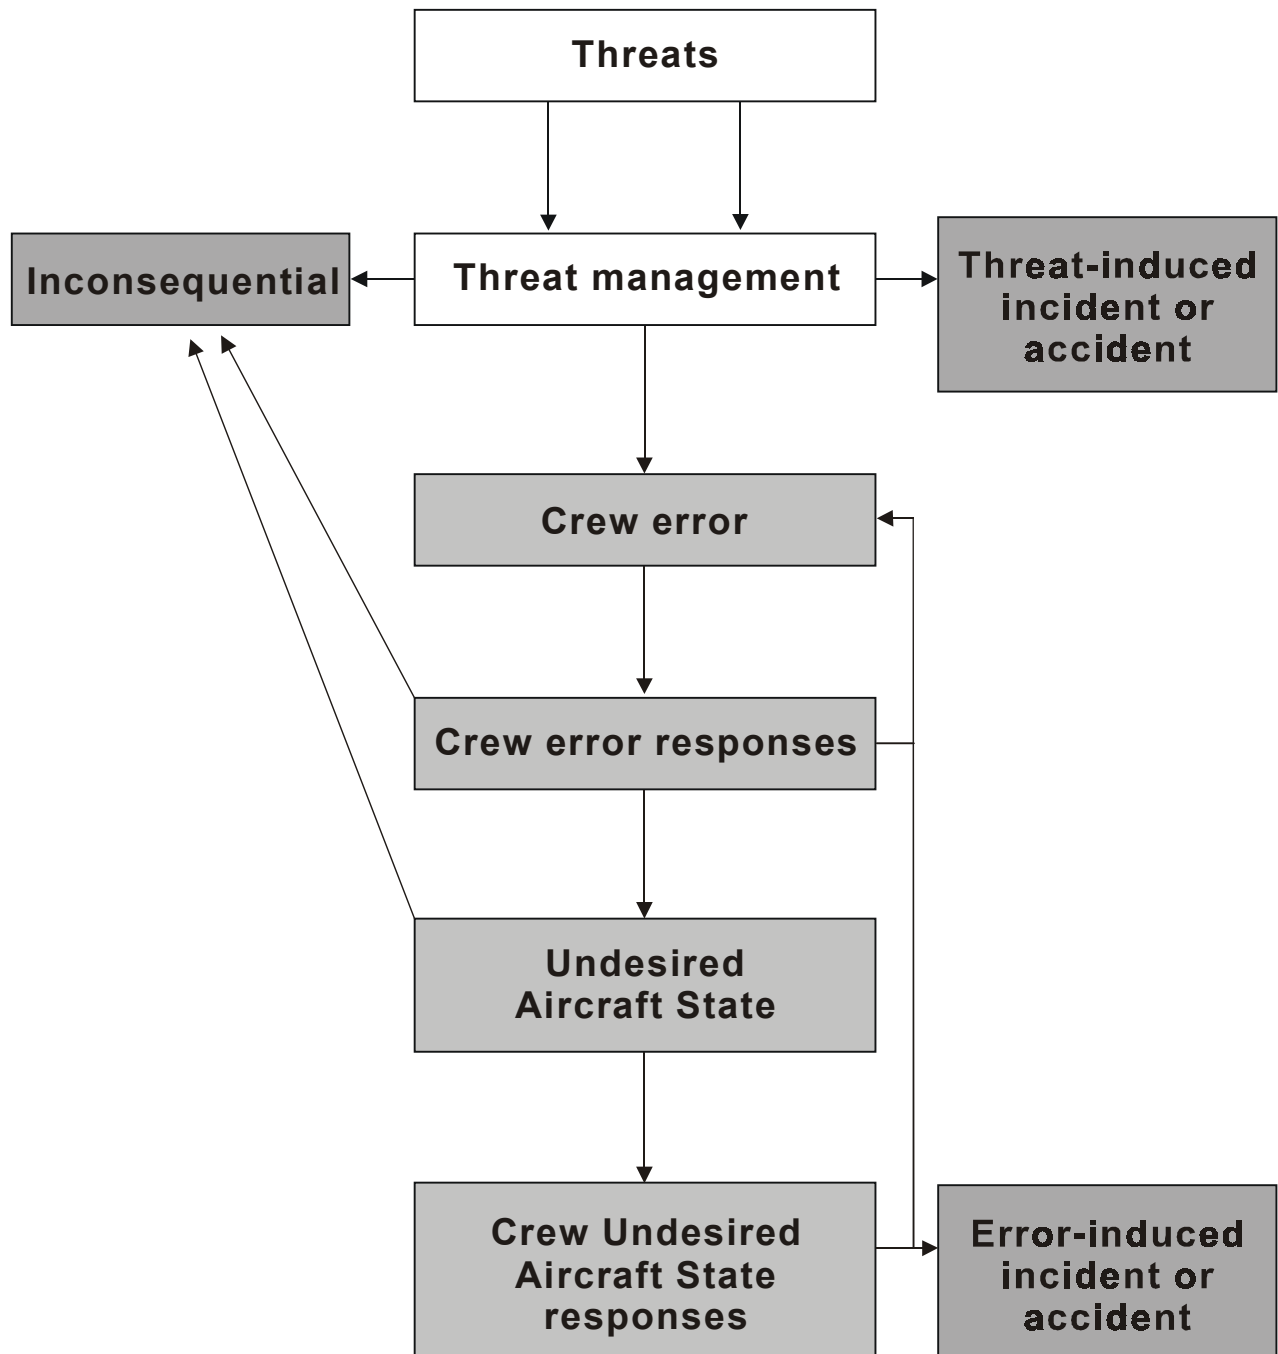 Threats
Inconsequential
Threat management
Threat-induced
incident or
accident
Crew error
Crew error responses
Undesired
Aircraft State
Crew Undesired
Aircraft State
responses
Error-induced
incident or
accident